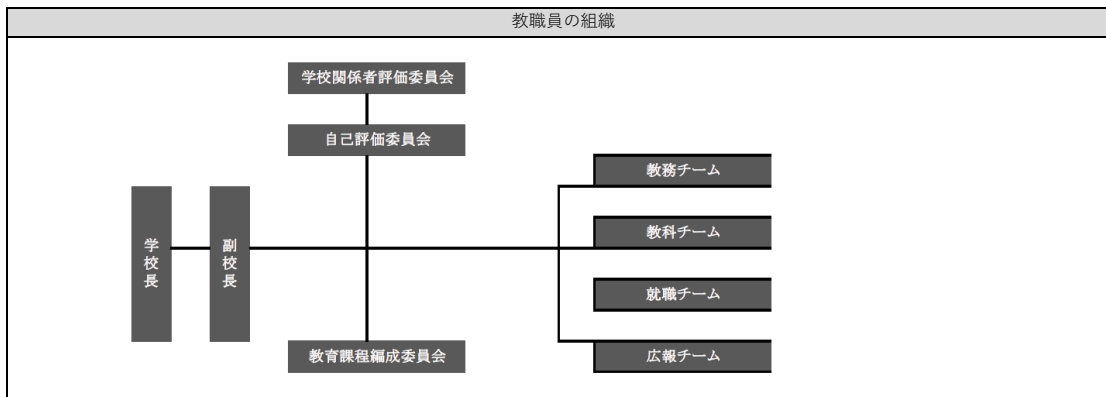 教職員の組織
学校関係者評価委員会
自己評価委員会
教務チーム
学校長
副校長
教科チーム
就職チーム
教育課程編成委員会
広報チーム